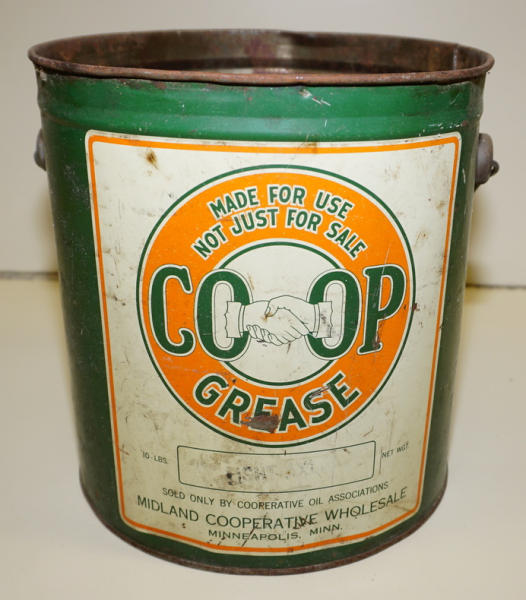 MADE FOR USE
NOT JUST FOR SALE
CO OP
GREASE
10-LBS. NET WGT.
SOLD ONLY BY COOPERATIVE OIL ASSOCIATIONS
MIDLAND COOPERATIVE WHOLESALE
MINNEAPOLIS, MINN.